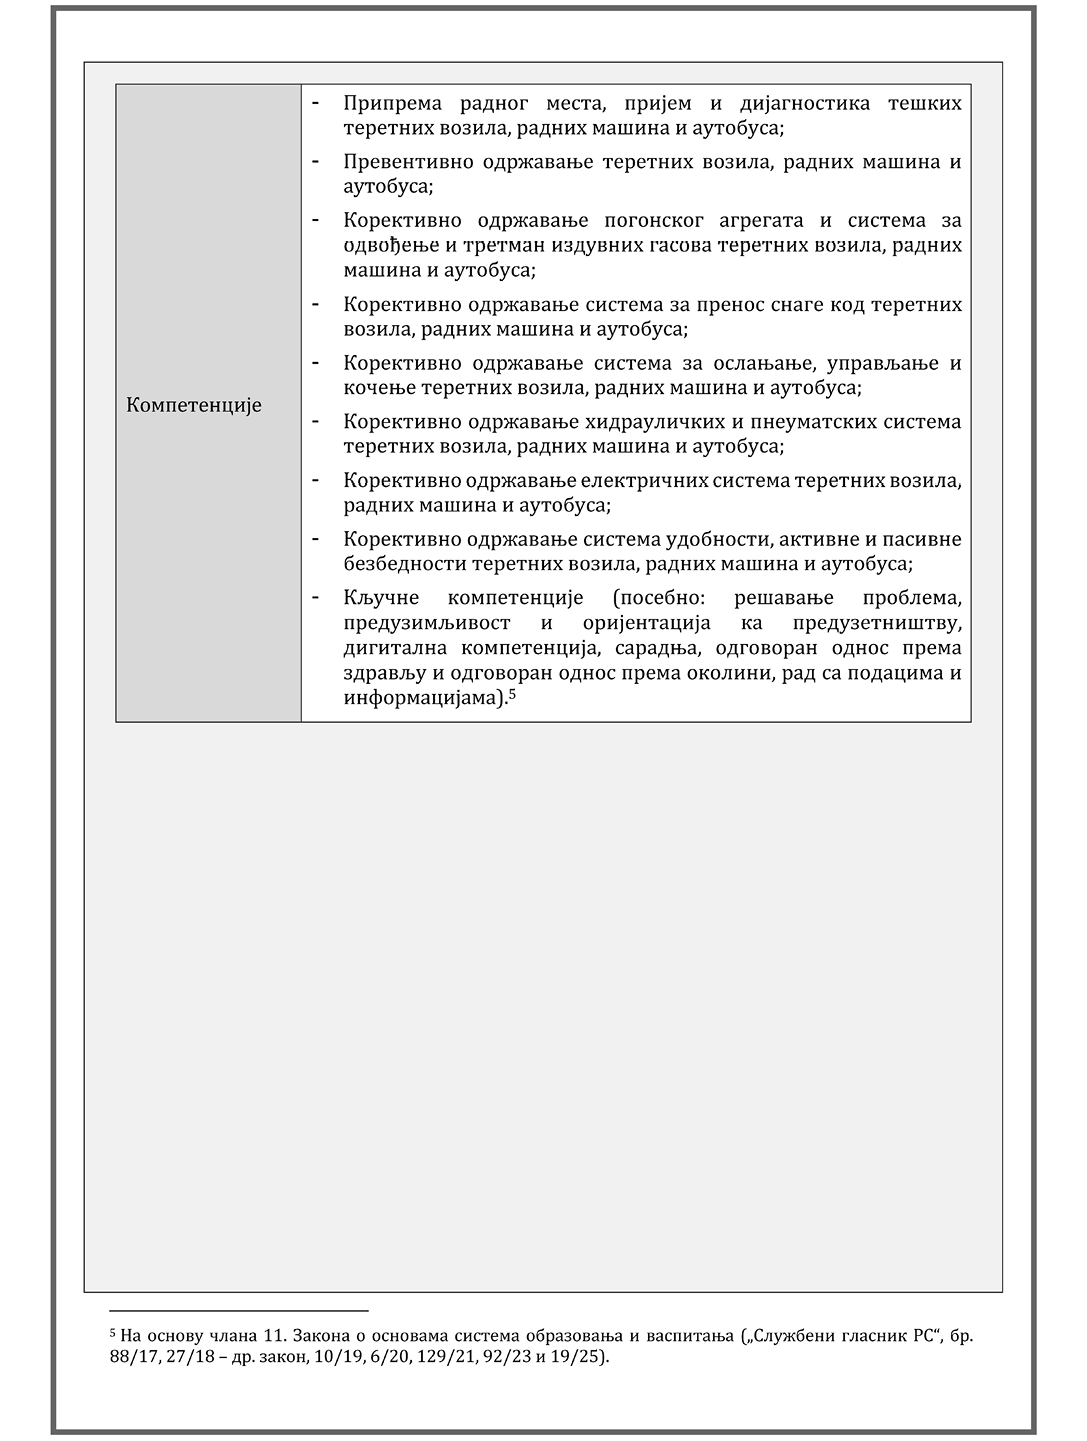 Компетенције
- Припрема радног места, пријем и дијагностика тешких
теретних возила, радних машина и аутобуса;
- Превентивно одржавање теретних возила, радних машина и
аутобуса;
- Корективно одржавање погонског агрегата и система за
одвођење и третман издувних гасова теретних возила, радних
машина и аутобуса;
- Корективно одржавање система за пренос снаге код теретних
возила, радних машина и аутобуса;
- Корективно одржавање система за ослањање, управљање и
кочење теретних возила, радних машина и аутобуса;
- Корективно одржавање хидрауличких и пнеуматских система
теретних возила, радних машина и аутобуса;
- Корективно одржавање електричних система теретних возила,
радних машина и аутобуса;
- Корективно одржавање система удобности, активне и пасивне
безбедности теретних возила, радних машина и аутобуса;
- Кључне компетенције (посебно: решавање проблема,
предузимљивост и оријентација ка предузетништву,
дигитална компетенција, сарадња, одговоран однос према
здрављу и одговоран однос према околини, рад са подацима и
информацијама).⁵
⁵ На основу члана 11. Закона о основама система образовања и васпитања („Службени гласник РС“, бр.
88/17, 27/18 – др. закон, 10/19, 6/20, 129/21, 92/23 и 19/25).